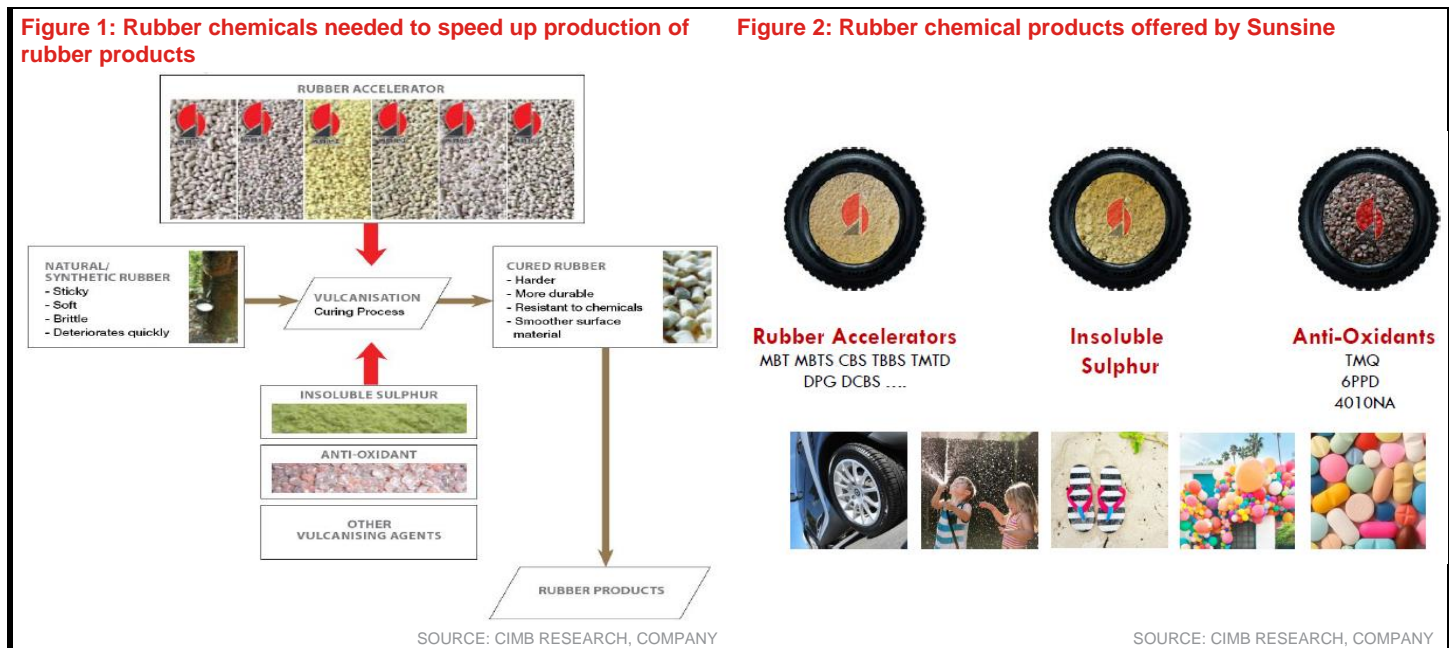 Figure 1: Rubber chemicals needed to speed up production of
rubber products
RUBBER ACCELERATOR
NATURAL/
SYNTHETIC RUBBER
- Sticky
- Soft
- Brittle
- Deteriorates quickly
VULCANISATION
Curing Process
CURED RUBBER
- Harder
- More durable
- Resistant to chemicals
- Smoother surface
material
INSOLUBLE SULPHUR
ANTI-OXIDANT
OTHER
VULCANISING AGENTS
RUBBER PRODUCTS
SOURCE: CIMB RESEARCH, COMPANY
Figure 2: Rubber chemical products offered by Sunsine
Rubber Accelerators
MBT MBTS CBS TBBS TMTD
DPG DCBS ....
Insoluble
Sulphur
Anti-Oxidants
TMQ
6PPD
4010NA
SOURCE: CIMB RESEARCH, COMPANY